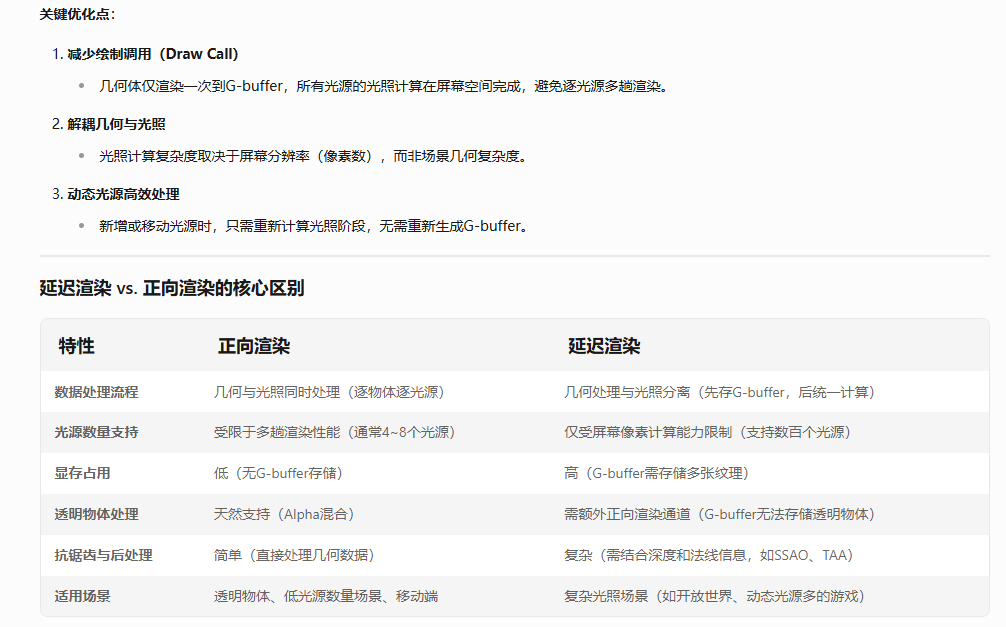 关键优化点：
1. 减少绘制调用（Draw Call）
几何体仅渲染一次到G-buffer，所有光源的光照计算在屏幕空间完成，避免逐光源多趟渲染。
2. 解耦几何与光照
光照计算复杂度取决于屏幕分辨率（像素数），而非场景几何复杂度。
3. 动态光源高效处理
新增或移动光源时，只需重新计算光照阶段，无需重新生成G-buffer。
延迟渲染 vs. 正向渲染的核心区别
特性 正向渲染 延迟渲染
数据处理流程 几何与光照同时处理（逐物体逐光源） 几何处理与光照分离（先存G-buffer，后统一计算）
光源数量支持 受限于多趟渲染性能（通常4~8个光源） 仅受屏幕像素计算能力限制（支持数百个光源）
显存占用 低（无G-buffer存储） 高（G-buffer需存储多张纹理）
透明物体处理 天然支持（Alpha混合） 需额外正向渲染通道（G-buffer无法存储透明物体）
抗锯齿与后处理 简单（直接处理几何数据） 复杂（需结合深度和法线信息，如SSAO、TAA）
适用场景 透明物体、低光源数量场景、移动端 复杂光照场景（如开放世界、动态光源多的游戏）